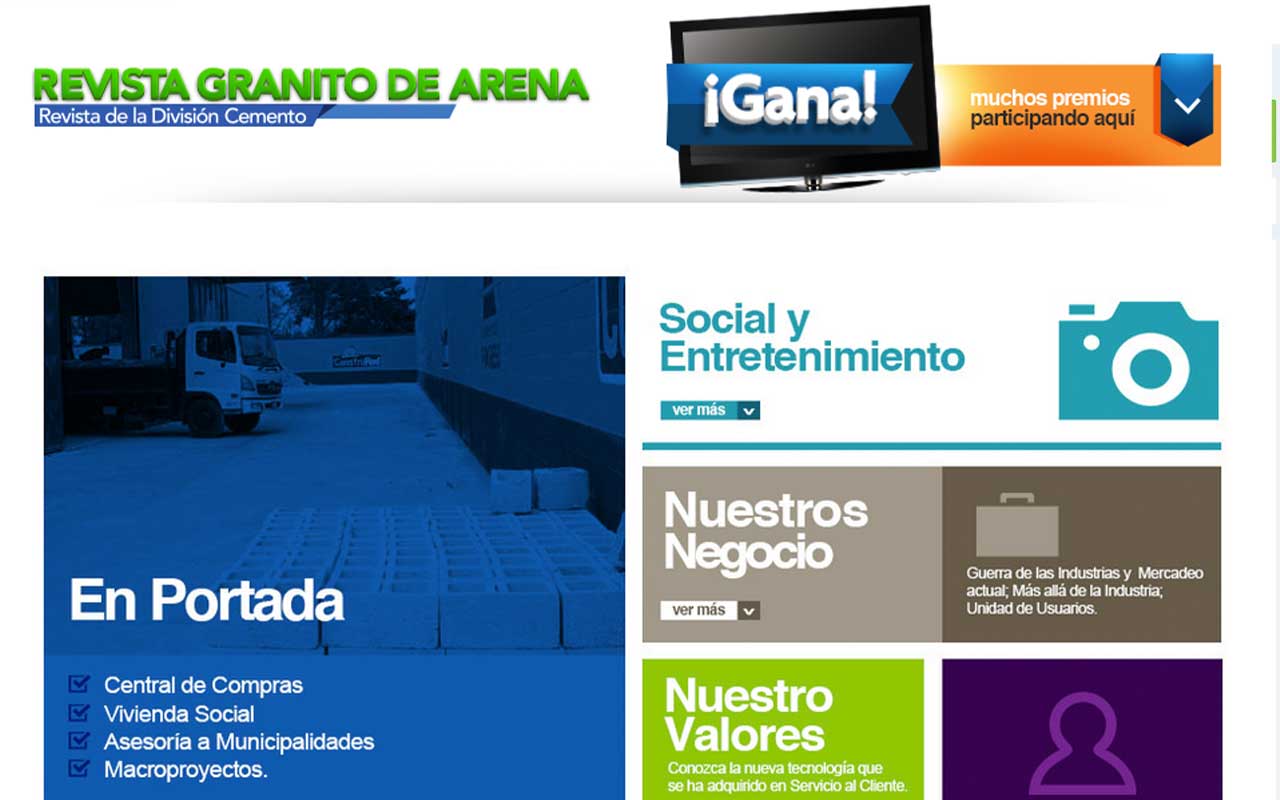 REVISTA GRANITO DE ARENA
Revista de la División Cemento
¡Gana!
muchos premios
participando aquí
En Portada
Central de Compras
Vivienda Social
Asesoría a Municipalidades
Macroproyectos.
Social y
Entretenimiento
ver más
Nuestros
Negocio
ver más
Guerra de las Industrias y Mercadeo
actual; Más allá de la Industria;
Unidad de Usuarios.
Nuestro
Valores
Conozca la nueva tecnología que
se ha adquirido en Servicio al Cliente.